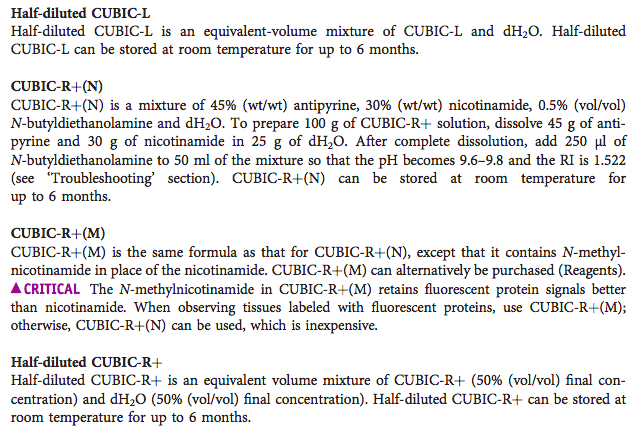 Half-diluted CUBIC-L
Half-diluted CUBIC-L is an equivalent-volume mixture of CUBIC-L and dH₂O. Half-diluted
CUBIC-L can be stored at room temperature for up to 6 months.
CUBIC-R+(N)
CUBIC-R+(N) is a mixture of 45% (wt/wt) antipyrine, 30% (wt/wt) nicotinamide, 0.5% (vol/vol)
N-butyldiethanolamine and dH₂O. To prepare 100 g of CUBIC-R+ solution, dissolve 45 g of anti-
pyrine and 30 g of nicotinamide in 25 g of dH₂O. After complete dissolution, add 250 μl of
N-butyldiethanolamine to 50 ml of the mixture so that the pH becomes 9.6–9.8 and the RI is 1.522
(see ‘Troubleshooting’ section). CUBIC-R+(N) can be stored at room temperature for
up to 6 months.
CUBIC-R+(M)
CUBIC-R+(M) is the same formula as that for CUBIC-R+(N), except that it contains N-methyl-
nicotinamide in place of the nicotinamide. CUBIC-R+(M) can alternatively be purchased (Reagents).
▲CRITICAL The N-methylnicotinamide in CUBIC-R+(M) retains fluorescent protein signals better
than nicotinamide. When observing tissues labeled with fluorescent proteins, use CUBIC-R+(M);
otherwise, CUBIC-R+(N) can be used, which is inexpensive.
Half-diluted CUBIC-R+
Half-diluted CUBIC-R+ is an equivalent volume mixture of CUBIC-R+ (50% (vol/vol) final con-
centration) and dH₂O (50% (vol/vol) final concentration). Half-diluted CUBIC-R+ can be stored at
room temperature for up to 6 months.